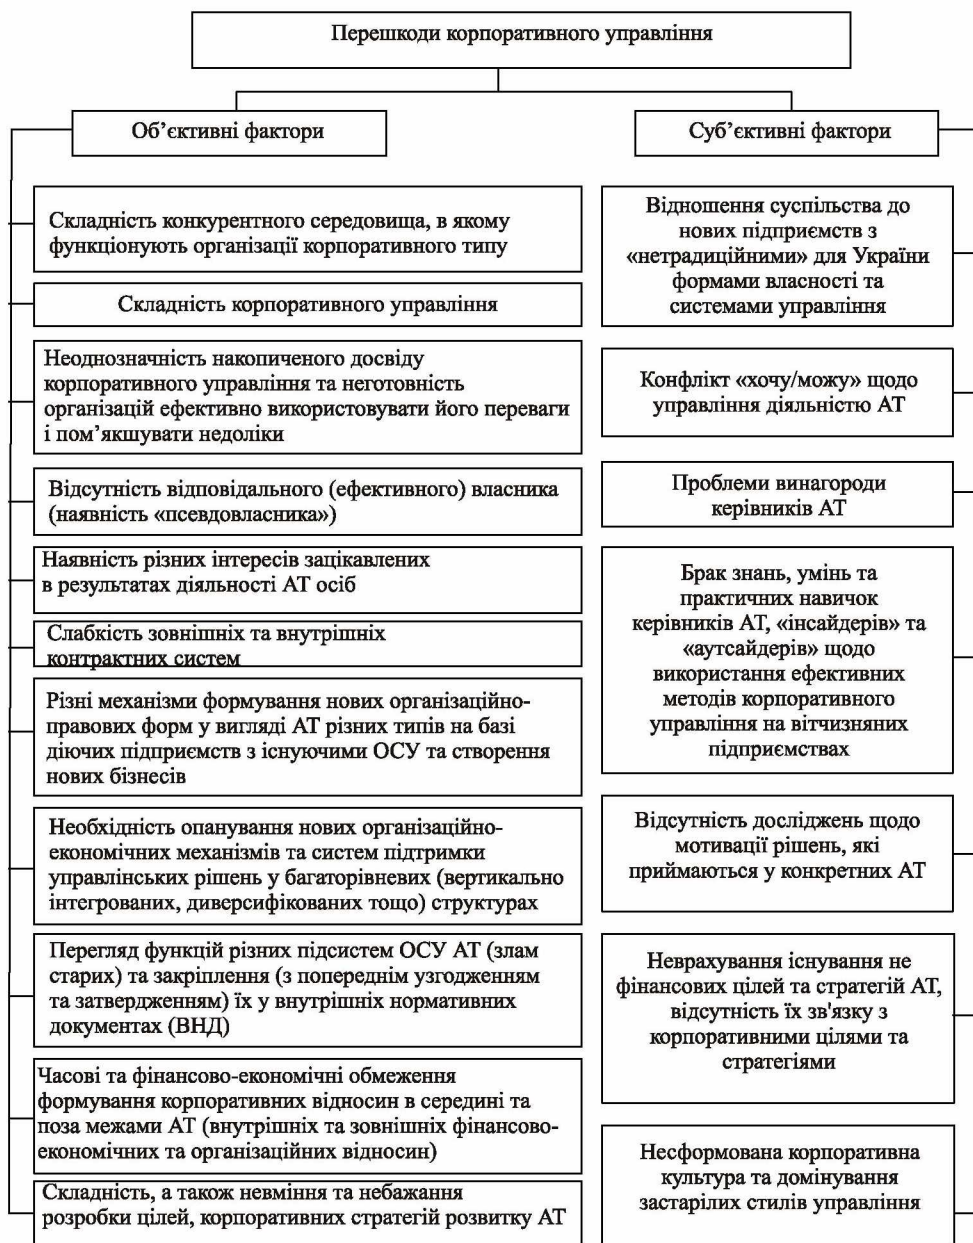 Перешкоди корпоративного управління
Об’єктивні фактори
Складність конкурентного середовища, в якому
функціонують організації корпоративного типу
Складність корпоративного управління
Неоднозначність накопиченого досвіду
корпоративного управління та неготовність
організацій ефективно використовувати його переваги
і пом’якшувати недоліки
Відсутність відповідального (ефективного) власника
(наявність «псевдовласника»)
Наявність різних інтересів зацікавлених
в результатах діяльності АТ осіб
Слабкість зовнішніх та внутрішніх
контрактних систем
Різні механізми формування нових організаційно-
правових форм у вигляді АТ різних типів на базі
діючих підприємств з існуючими ОСУ та створення
нових бізнесів
Необхідність опанування нових організаційно-
економічних механізмів та систем підтримки
управлінських рішень у багаторівневих (вертикально
інтегрованих, диверсифікованих тощо) структурах
Перегляд функцій різних підсистем ОСУ АТ (злам
старих) та закріплення (з попереднім узгодженням
та затвердженням) їх у внутрішніх нормативних
документах (ВНД)
Часові та фінансово-економічні обмеження
формування корпоративних відносин в середині та
поза межами АТ (внутрішніх та зовнішніх фінансово-
економічних та організаційних відносин)
Складність, а також невміння та небажання
розробки цілей, корпоративних стратегій розвитку АТ
Суб’єктивні фактори
Відношення суспільства до
нових підприємств з
«нетрадиційними» для України
формами власності та
системами управління
Конфлікт «хочу/можу» щодо
управління діяльністю АТ
Проблеми винагороди
керівників АТ
Брак знань, умінь та
практичних навичок
керівників АТ, «інсайдерів» та
«аутсайдерів» щодо
використання ефективних
методів корпоративного
управління на вітчизняних
підприємствах
Відсутність досліджень щодо
мотивації рішень, які
приймаються у конкретних АТ
Неврахування існування не
фінансових цілей та стратегій АТ,
відсутність їх зв'язку з
корпоративними цілями та
стратегіями
Несформована корпоративна
культура та домінування
застарілих стилів управління